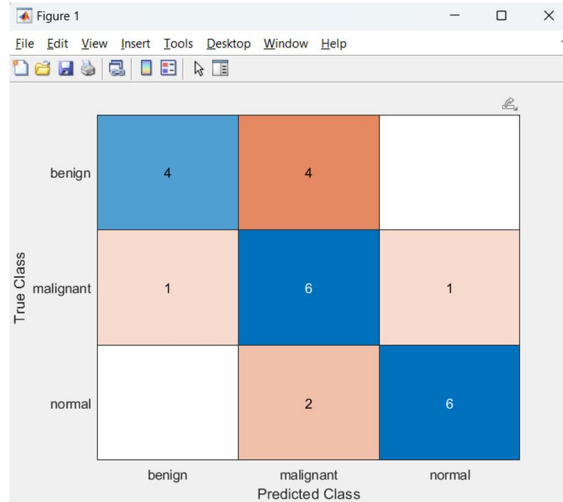 Figure 1
File Edit View Insert Tools Desktop Window Help
benign 4 4
malignant 1 6 1
normal 2 6
True Class
benign malignant normal
Predicted Class